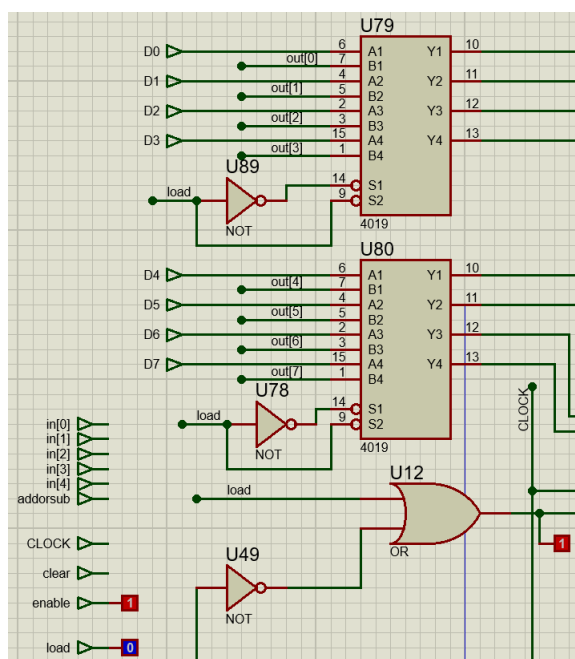 U79
D0 6 A1 Y1 10
out[0] 7 B1
D1 4 A2 Y2 11
out[1] 5 B2
D2 2 A3 Y3 12
out[2] 3 B3
D3 15 A4 Y4 13
out[3] 1 B4
U89
load 14 S1
9 S2
NOT 4019
U80
D4 6 A1 Y1 10
out[4] 7 B1
D5 4 A2 Y2 11
out[5] 5 B2
D6 2 A3 Y3 12
out[6] 3 B3
D7 15 A4 Y4 13
out[7] 1 B4
U78
CLOCK
load 14 S1
9 S2
NOT 4019
in[0]
in[1]
in[2]
in[3]
in[4]
addorsub
U12
load
OR
1
CLOCK
clear
enable 1
load 0
U49
NOT